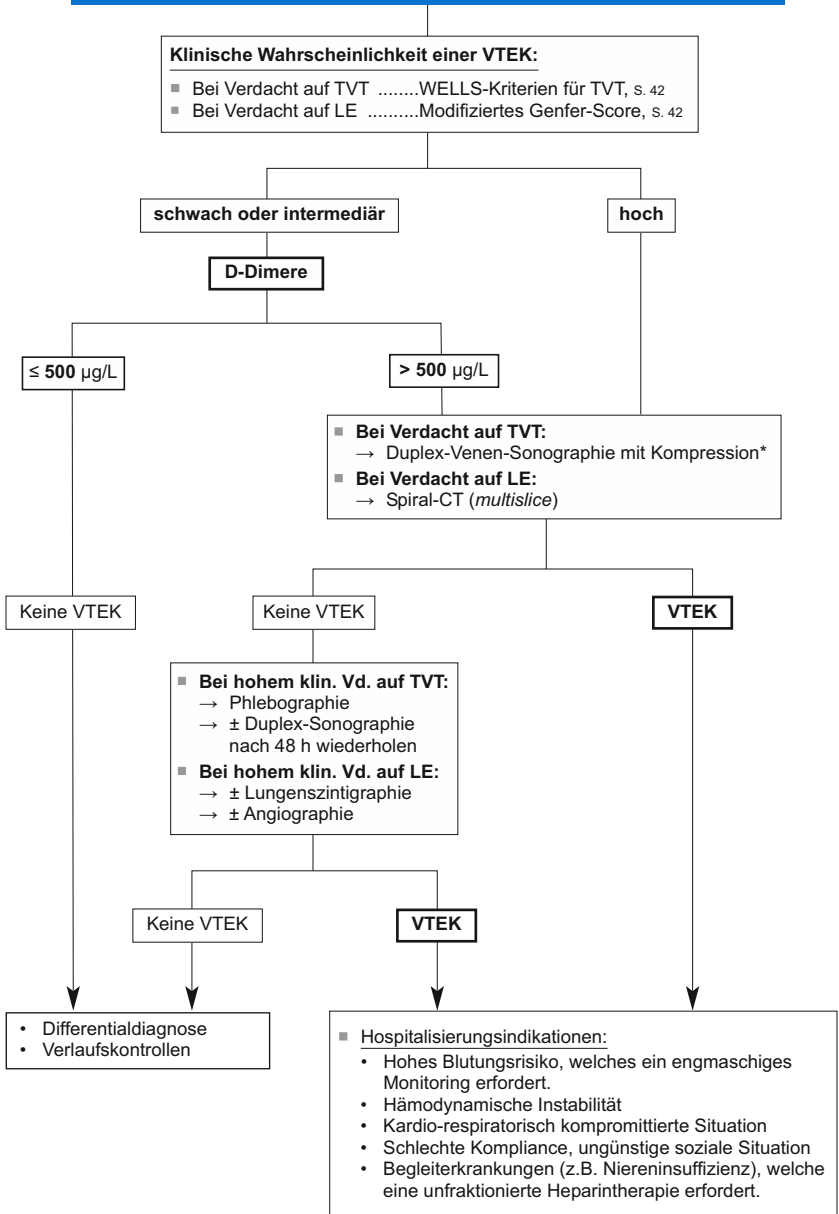 Klinische Wahrscheinlichkeit einer VTEK:
■ Bei Verdacht auf TVT ........WELLS-Kriterien für TVT, S. 42
■ Bei Verdacht auf LE ..........Modifiziertes Genfer-Score, S. 42
schwach oder intermediär
hoch
D-Dimere
≤ 500 µg/L
> 500 µg/L
■ Bei Verdacht auf TVT:
→ Duplex-Venen-Sonographie mit Kompression*
■ Bei Verdacht auf LE:
→ Spiral-CT (multislice)
Keine VTEK
Keine VTEK
VTEK
■ Bei hohem klin. Vd. auf TVT:
→ Phlebographie
→ ± Duplex-Sonographie
nach 48 h wiederholen
■ Bei hohem klin. Vd. auf LE:
→ ± Lungenszintigraphie
→ ± Angiographie
Keine VTEK
VTEK
• Differentialdiagnose
• Verlaufskontrollen
■ Hospitalisierungsindikationen:
• Hohes Blutungsrisiko, welches ein engmaschiges
Monitoring erfordert.
• Hämodynamische Instabilität
• Kardio-respiratorisch kompromittierte Situation
• Schlechte Kompliance, ungünstige soziale Situation
• Begleiterkrankungen (z.B. Niereninsuffizienz), welche
eine unfraktionierte Heparintherapie erfordert.